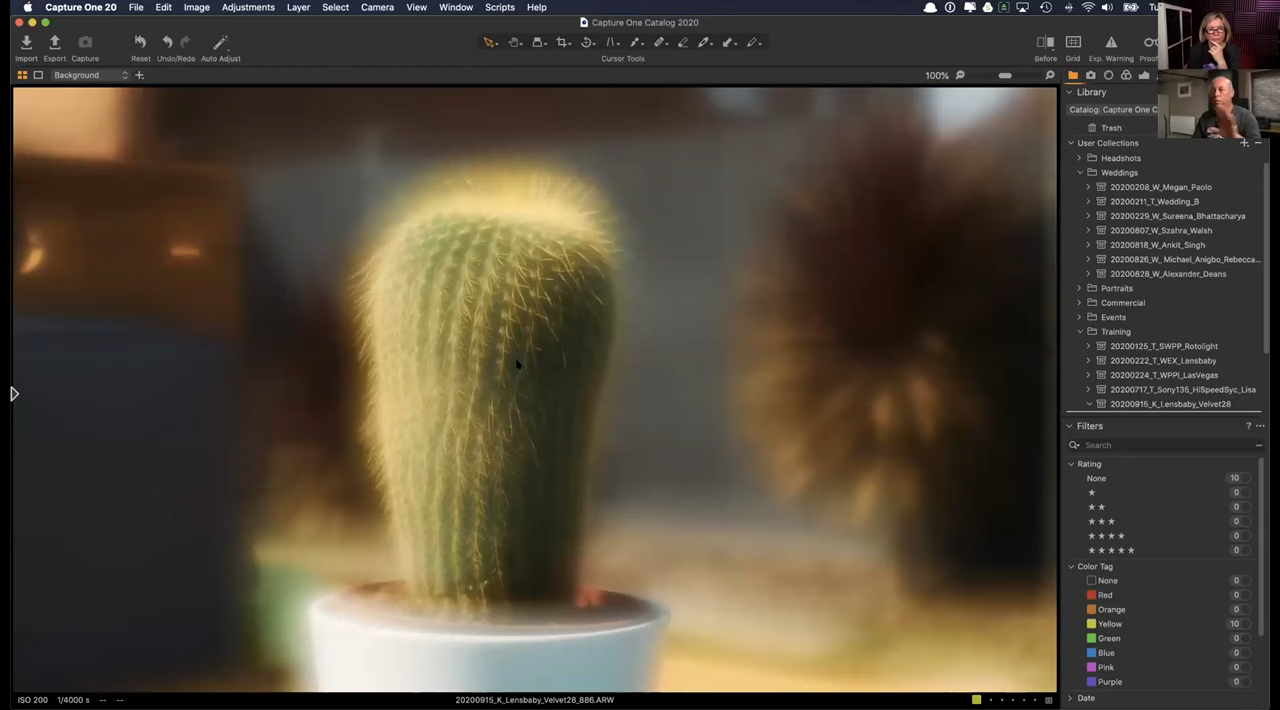 Capture One 20 File Edit Image Adjustments Layer Select Camera View Window Scripts Help
Capture One Catalog 2020
Import Export Capture Reset Undo/Redo Auto Adjust Cursor Tools Before Grid Exp. Warning
Background 100%
Library
Catalog: Capture One C
Trash
User Collections
Headshots
Weddings
20200208_W_Megan_Paolo
20200211_T_Wedding_B
20200229_W_Sureena_Bhattacharya
20200807_W_Szahra_Walsh
20200818_W_Ankit_Singh
20200826_W_ Michael_Anigbo_Rebecca...
20200828_W_Alexander_Deans
Portraits
Commercial
Events
Training
20200125_T_SWPP_Rotolight
20200222_T_WEX_Lensbaby
20200224_T_WPPI_LasVegas
20200717_T_Sony135_HiSpeedSyc_Lisa
20200915_K_Lensbaby_Velvet28
Filters ? ...
Search
Rating
None 10
★ 0
★ ★ 0
★ ★ ★ 0
★ ★ ★ ★ 0
★ ★ ★ ★ ★ 0
Color Tag
None 0
Red 0
Orange 0
Yellow 10
Green 0
Blue 0
Pink 0
Purple 0
Date
ISO 200 1/4000 s -- -- 20200915_K_Lensbaby_Velvet28_886.ARW